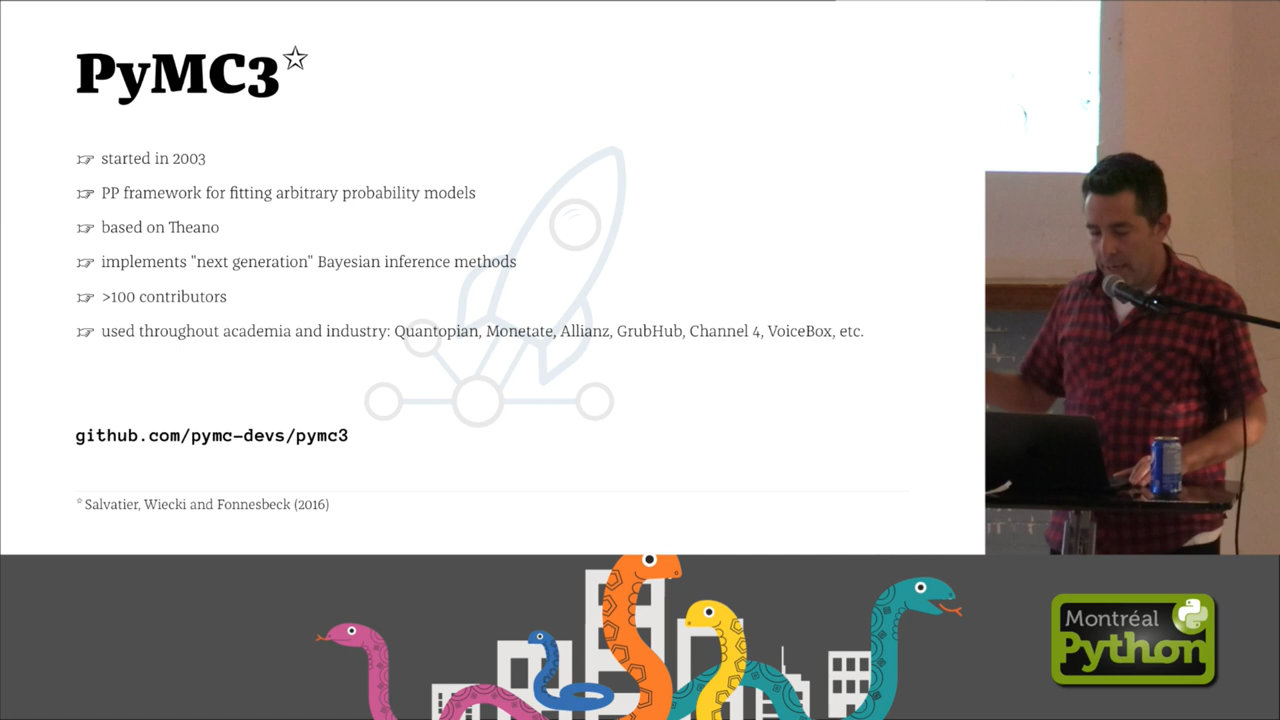 PyMC3☆
☞ started in 2003
☞ PP framework for fitting arbitrary probability models
☞ based on Theano
☞ implements "next generation" Bayesian inference methods
☞ >100 contributors
☞ used throughout academia and industry: Quantopian, Monetate, Allianz, GrubHub, Channel 4, VoiceBox, etc.
github.com/pymc-devs/pymc3
☆ Salvatier, Wiecki and Fonnesbeck (2016)
Montréal
Python